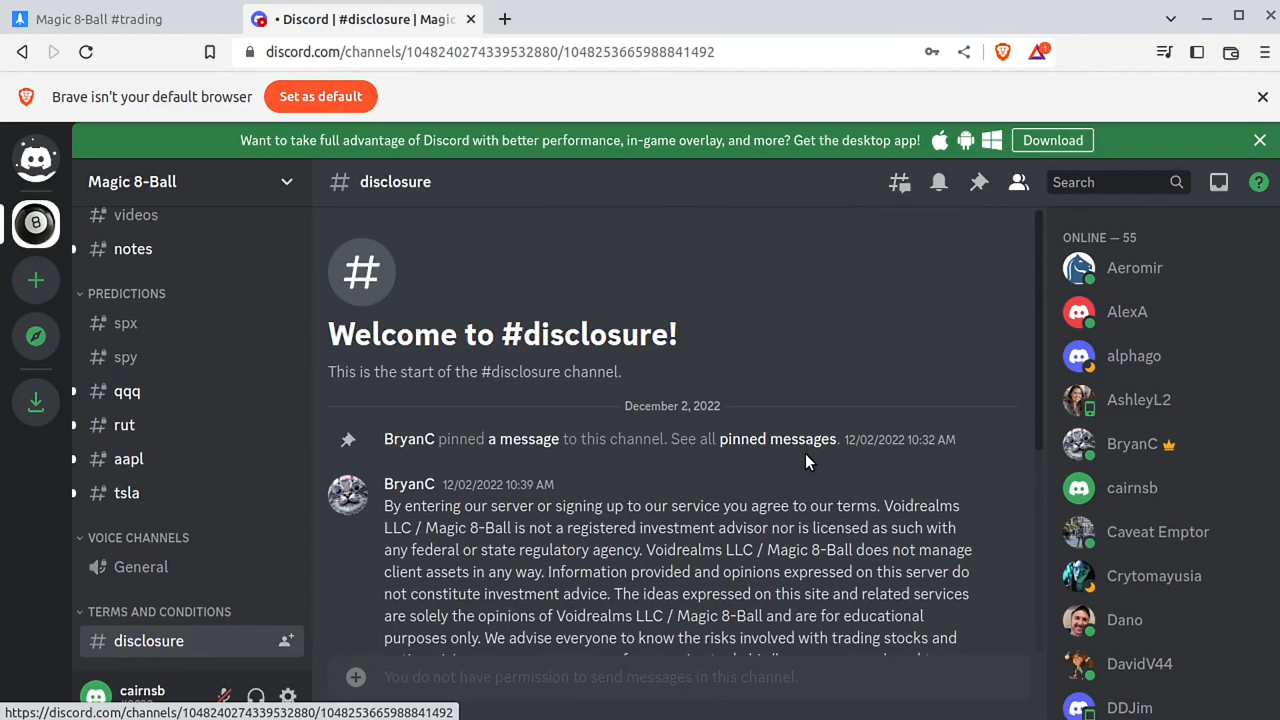 Magic 8-Ball #trading
• Discord | #disclosure | Magic
discord.com/channels/1048240274339532880/1048253665988841492
1
Brave isn't your default browser
Set as default
Want to take full advantage of Discord with better performance, in-game overlay, and more? Get the desktop app!
Download
Magic 8-Ball
disclosure
Search
videos
notes
PREDICTIONS
spx
spy
qqq
rut
aapl
tsla
VOICE CHANNELS
General
TERMS AND CONDITIONS
disclosure
cairnsb
https://discord.com/channels/1048240274339532880/1048253665988841492
8
Welcome to #disclosure!
This is the start of the #disclosure channel.
December 2, 2022
BryanC pinned a message to this channel. See all pinned messages. 12/02/2022 10:32 AM
BryanC 12/02/2022 10:39 AM
By entering our server or signing up to our service you agree to our terms. Voidrealms
LLC / Magic 8-Ball is not a registered investment advisor nor is licensed as such with
any federal or state regulatory agency. Voidrealms LLC / Magic 8-Ball does not manage
client assets in any way. Information provided and opinions expressed on this server do
not constitute investment advice. The ideas expressed on this site and related services
are solely the opinions of Voidrealms LLC / Magic 8-Ball and are for educational
purposes only. We advise everyone to know the risks involved with trading stocks and
You do not have permission to send messages in this channel.
ONLINE — 55
Aeromir
AlexA
alphago
AshleyL2
BryanC
cairnsb
Caveat Emptor
Crytomayusia
Dano
DavidV44
DDJim